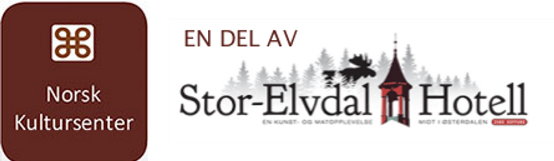 Norsk
Kultursenter
EN DEL AV
Stor-Elvdal Hotell
EN KUNST- OG MATOPPLEVELSE MIDT I ØSTERDALEN